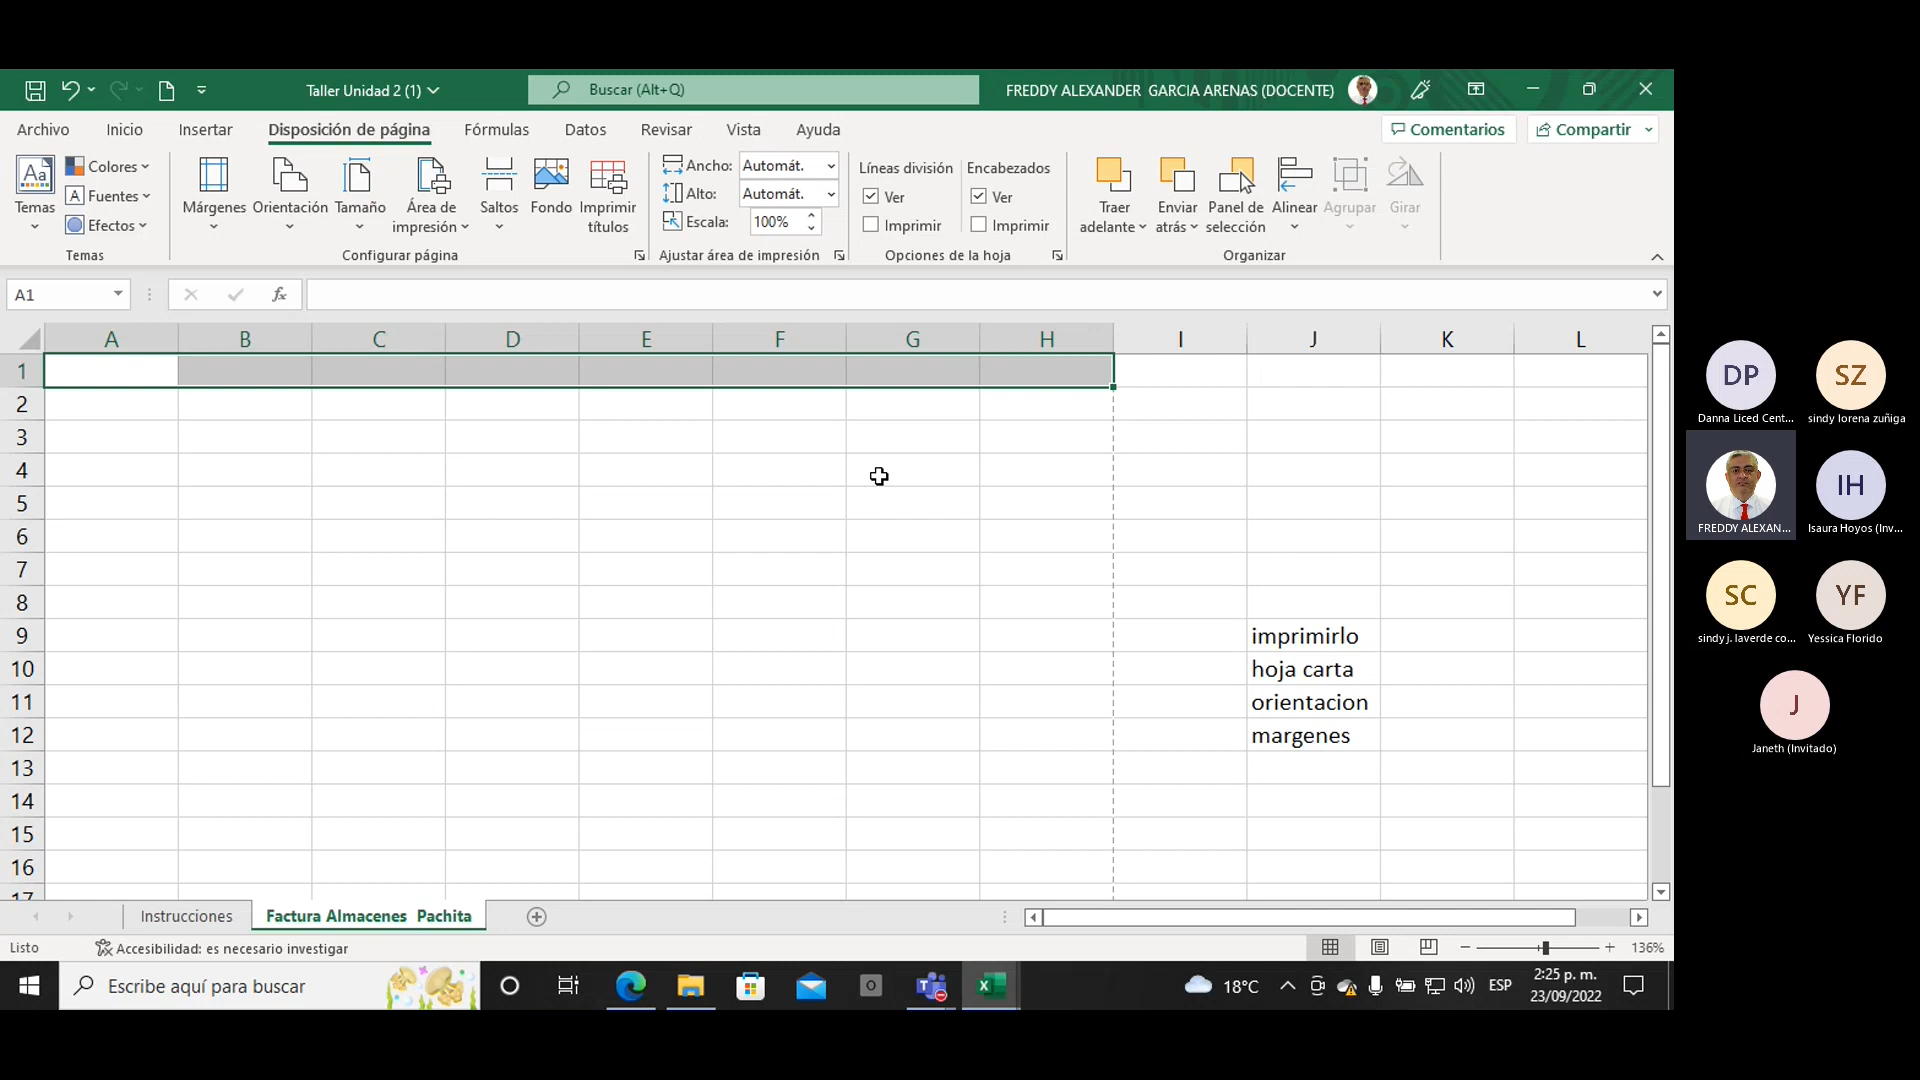 Taller Unidad 2 (1)
Buscar (Alt+Q)
FREDDY ALEXANDER GARCIA ARENAS (DOCENTE)
Archivo Inicio Insertar Disposición de página Fórmulas Datos Revisar Vista Ayuda
Comentarios
Compartir
Aa
Temas
Colores
A Fuentes
Efectos
Temas
Márgenes
Orientación
Tamaño
Área de
impresión
Saltos
Fondo
Imprimir
títulos
Configurar página
Ancho: Automát.
Alto: Automát.
Escala: 100%
Ajustar área de impresión
Líneas división
Ver
Imprimir
Encabezados
Ver
Imprimir
Opciones de la hoja
Traer
adelante
Enviar
atrás
Panel de
selección
Alinear
Agrupar
Girar
Organizar
A1
fx
A B C D E F G H I J K L
1
2
3
4
5
6
7
8
9 imprimirlo
10 hoja carta
11 orientacion
12 margenes
13
14
15
16
17
Instrucciones
Factura Almacenes Pachita
Listo
Accesibilidad: es necesario investigar
136%
Escribe aquí para buscar
18°C
ESP
2:25 p. m.
23/09/2022
DP
Danna Liced Cent...
SZ
sindy lorena zuñiga
FREDDY ALEXAN...
IH
Isaura Hoyos (Inv...
SC
sindy j. laverde co...
YF
Yessica Florido
J
Janeth (Invitado)